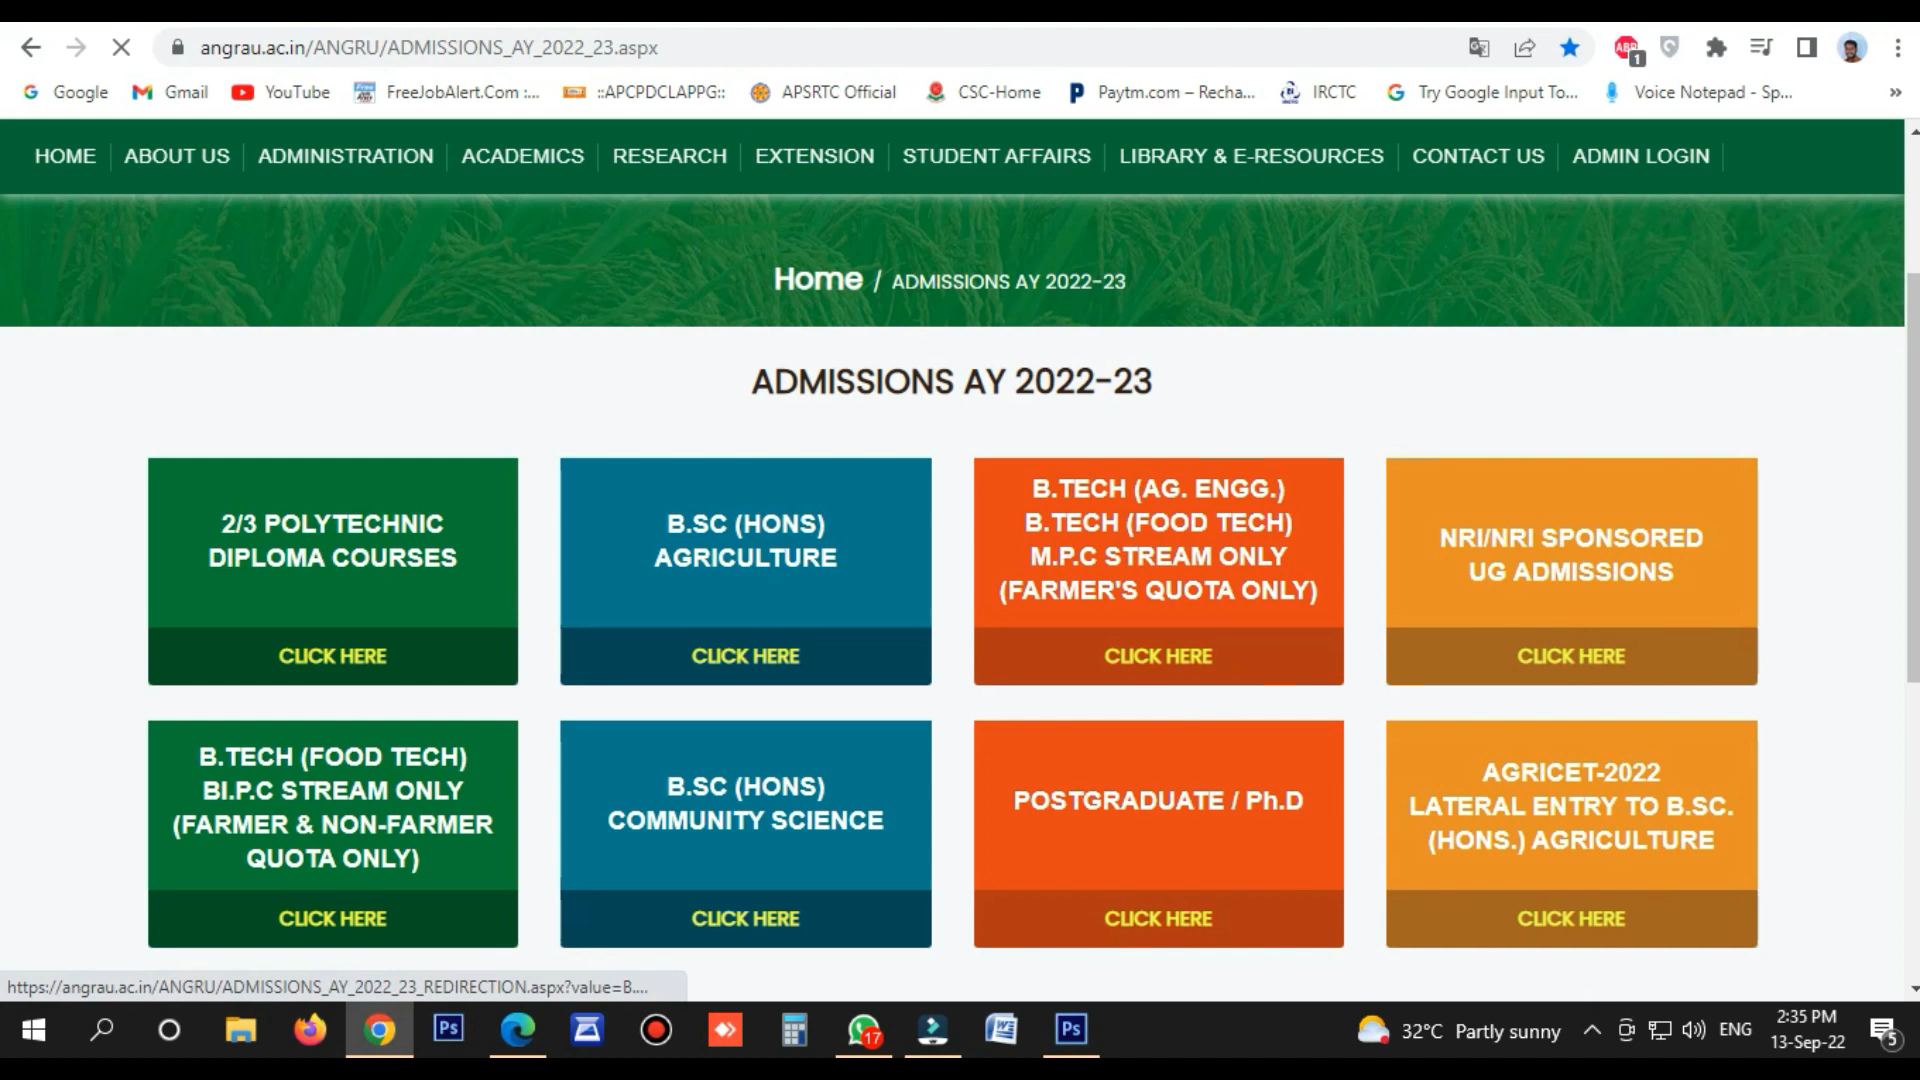 angrau.ac.in/ANGRU/ADMISSIONS_AY_2022_23.aspx
ABP
1
Google
Gmail
YouTube
FreeJobAlert.Com :...
::APCPDCLAPPG::
APSRTC Official
CSC-Home
Paytm.com – Recha...
IRCTC
Try Google Input To...
Voice Notepad - Sp...
»
HOME
ABOUT US
ADMINISTRATION
ACADEMICS
RESEARCH
EXTENSION
STUDENT AFFAIRS
LIBRARY & E-RESOURCES
CONTACT US
ADMIN LOGIN
Home / ADMISSIONS AY 2022-23
ADMISSIONS AY 2022-23
2/3 POLYTECHNIC
DIPLOMA COURSES
CLICK HERE
B.SC (HONS)
AGRICULTURE
CLICK HERE
B.TECH (AG. ENGG.)
B.TECH (FOOD TECH)
M.P.C STREAM ONLY
(FARMER'S QUOTA ONLY)
CLICK HERE
NRI/NRI SPONSORED
UG ADMISSIONS
CLICK HERE
B.TECH (FOOD TECH)
BI.P.C STREAM ONLY
(FARMER & NON-FARMER
QUOTA ONLY)
CLICK HERE
B.SC (HONS)
COMMUNITY SCIENCE
CLICK HERE
POSTGRADUATE / Ph.D
CLICK HERE
AGRICET-2022
LATERAL ENTRY TO B.SC.
(HONS.) AGRICULTURE
CLICK HERE
https://angrau.ac.in/ANGRU/ADMISSIONS_AY_2022_23_REDIRECTION.aspx?value=B....
Ps
17
Ps
32°C Partly sunny
ENG
2:35 PM
13-Sep-22
5